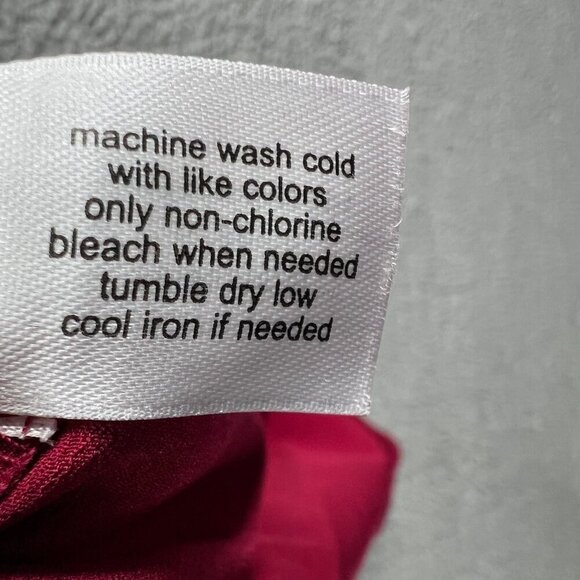 machine wash cold
with like colors
only non-chlorine
bleach when needed
tumble dry low
cool iron if needed